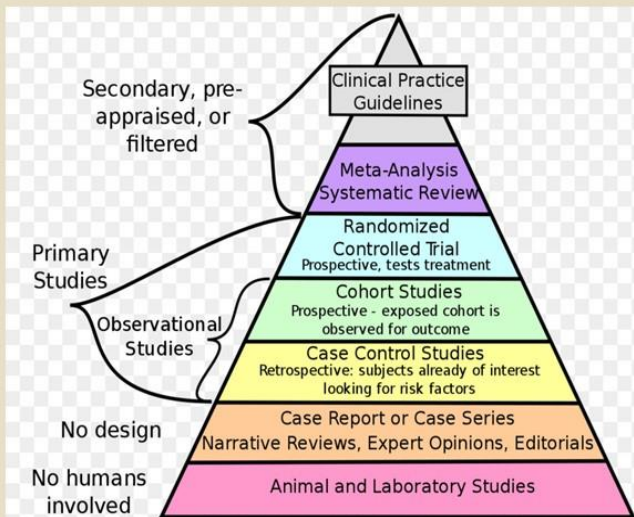 Secondary, pre-
appraised, or
filtered
Clinical Practice
Guidelines
Meta-Analysis
Systematic Review
Primary
Studies
Randomized
Controlled Trial
Prospective, tests treatment
Observational
Studies
Cohort Studies
Prospective - exposed cohort is
observed for outcome
Case Control Studies
Retrospective: subjects already of interest
looking for risk factors
No design
Case Report or Case Series
Narrative Reviews, Expert Opinions, Editorials
No humans
involved
Animal and Laboratory Studies